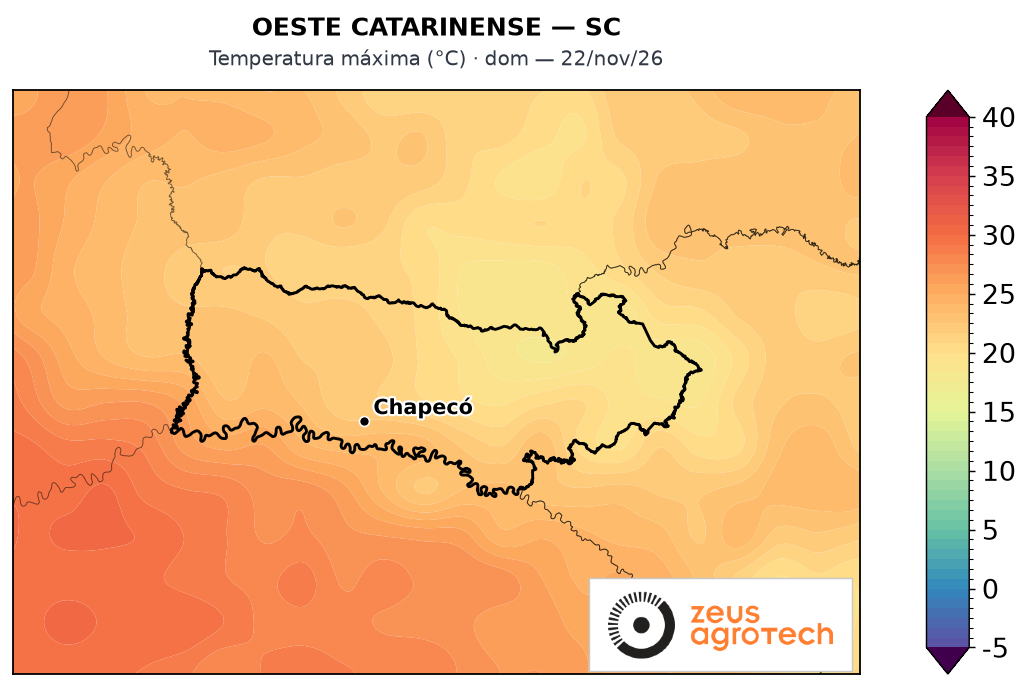 OESTE CATARINENSE — SC
Temperatura máxima (°C) · dom — 22/nov/26
40
35
30
25
20
15
10
5
0
-5
Chapecó
zeus
agrotech